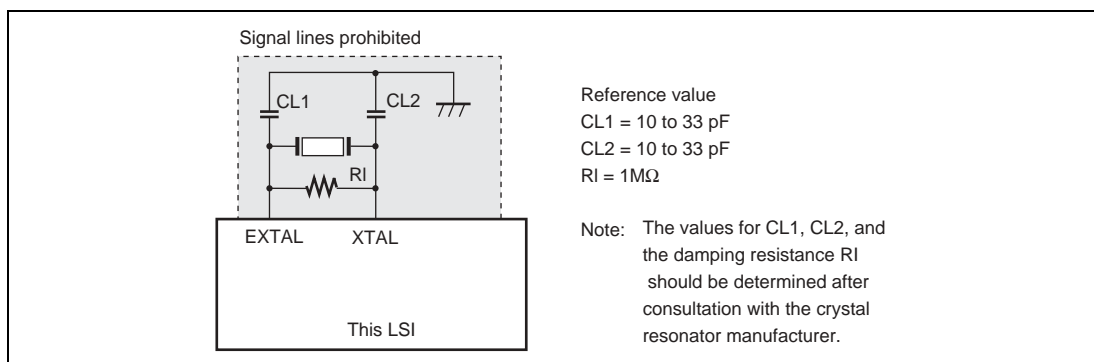 Signal lines prohibited
CL1
CL2
RI
EXTAL
XTAL
This LSI
Reference value
CL1 = 10 to 33 pF
CL2 = 10 to 33 pF
RI = 1MΩ
Note: The values for CL1, CL2, and
the damping resistance RI
should be determined after
consultation with the crystal
resonator manufacturer.